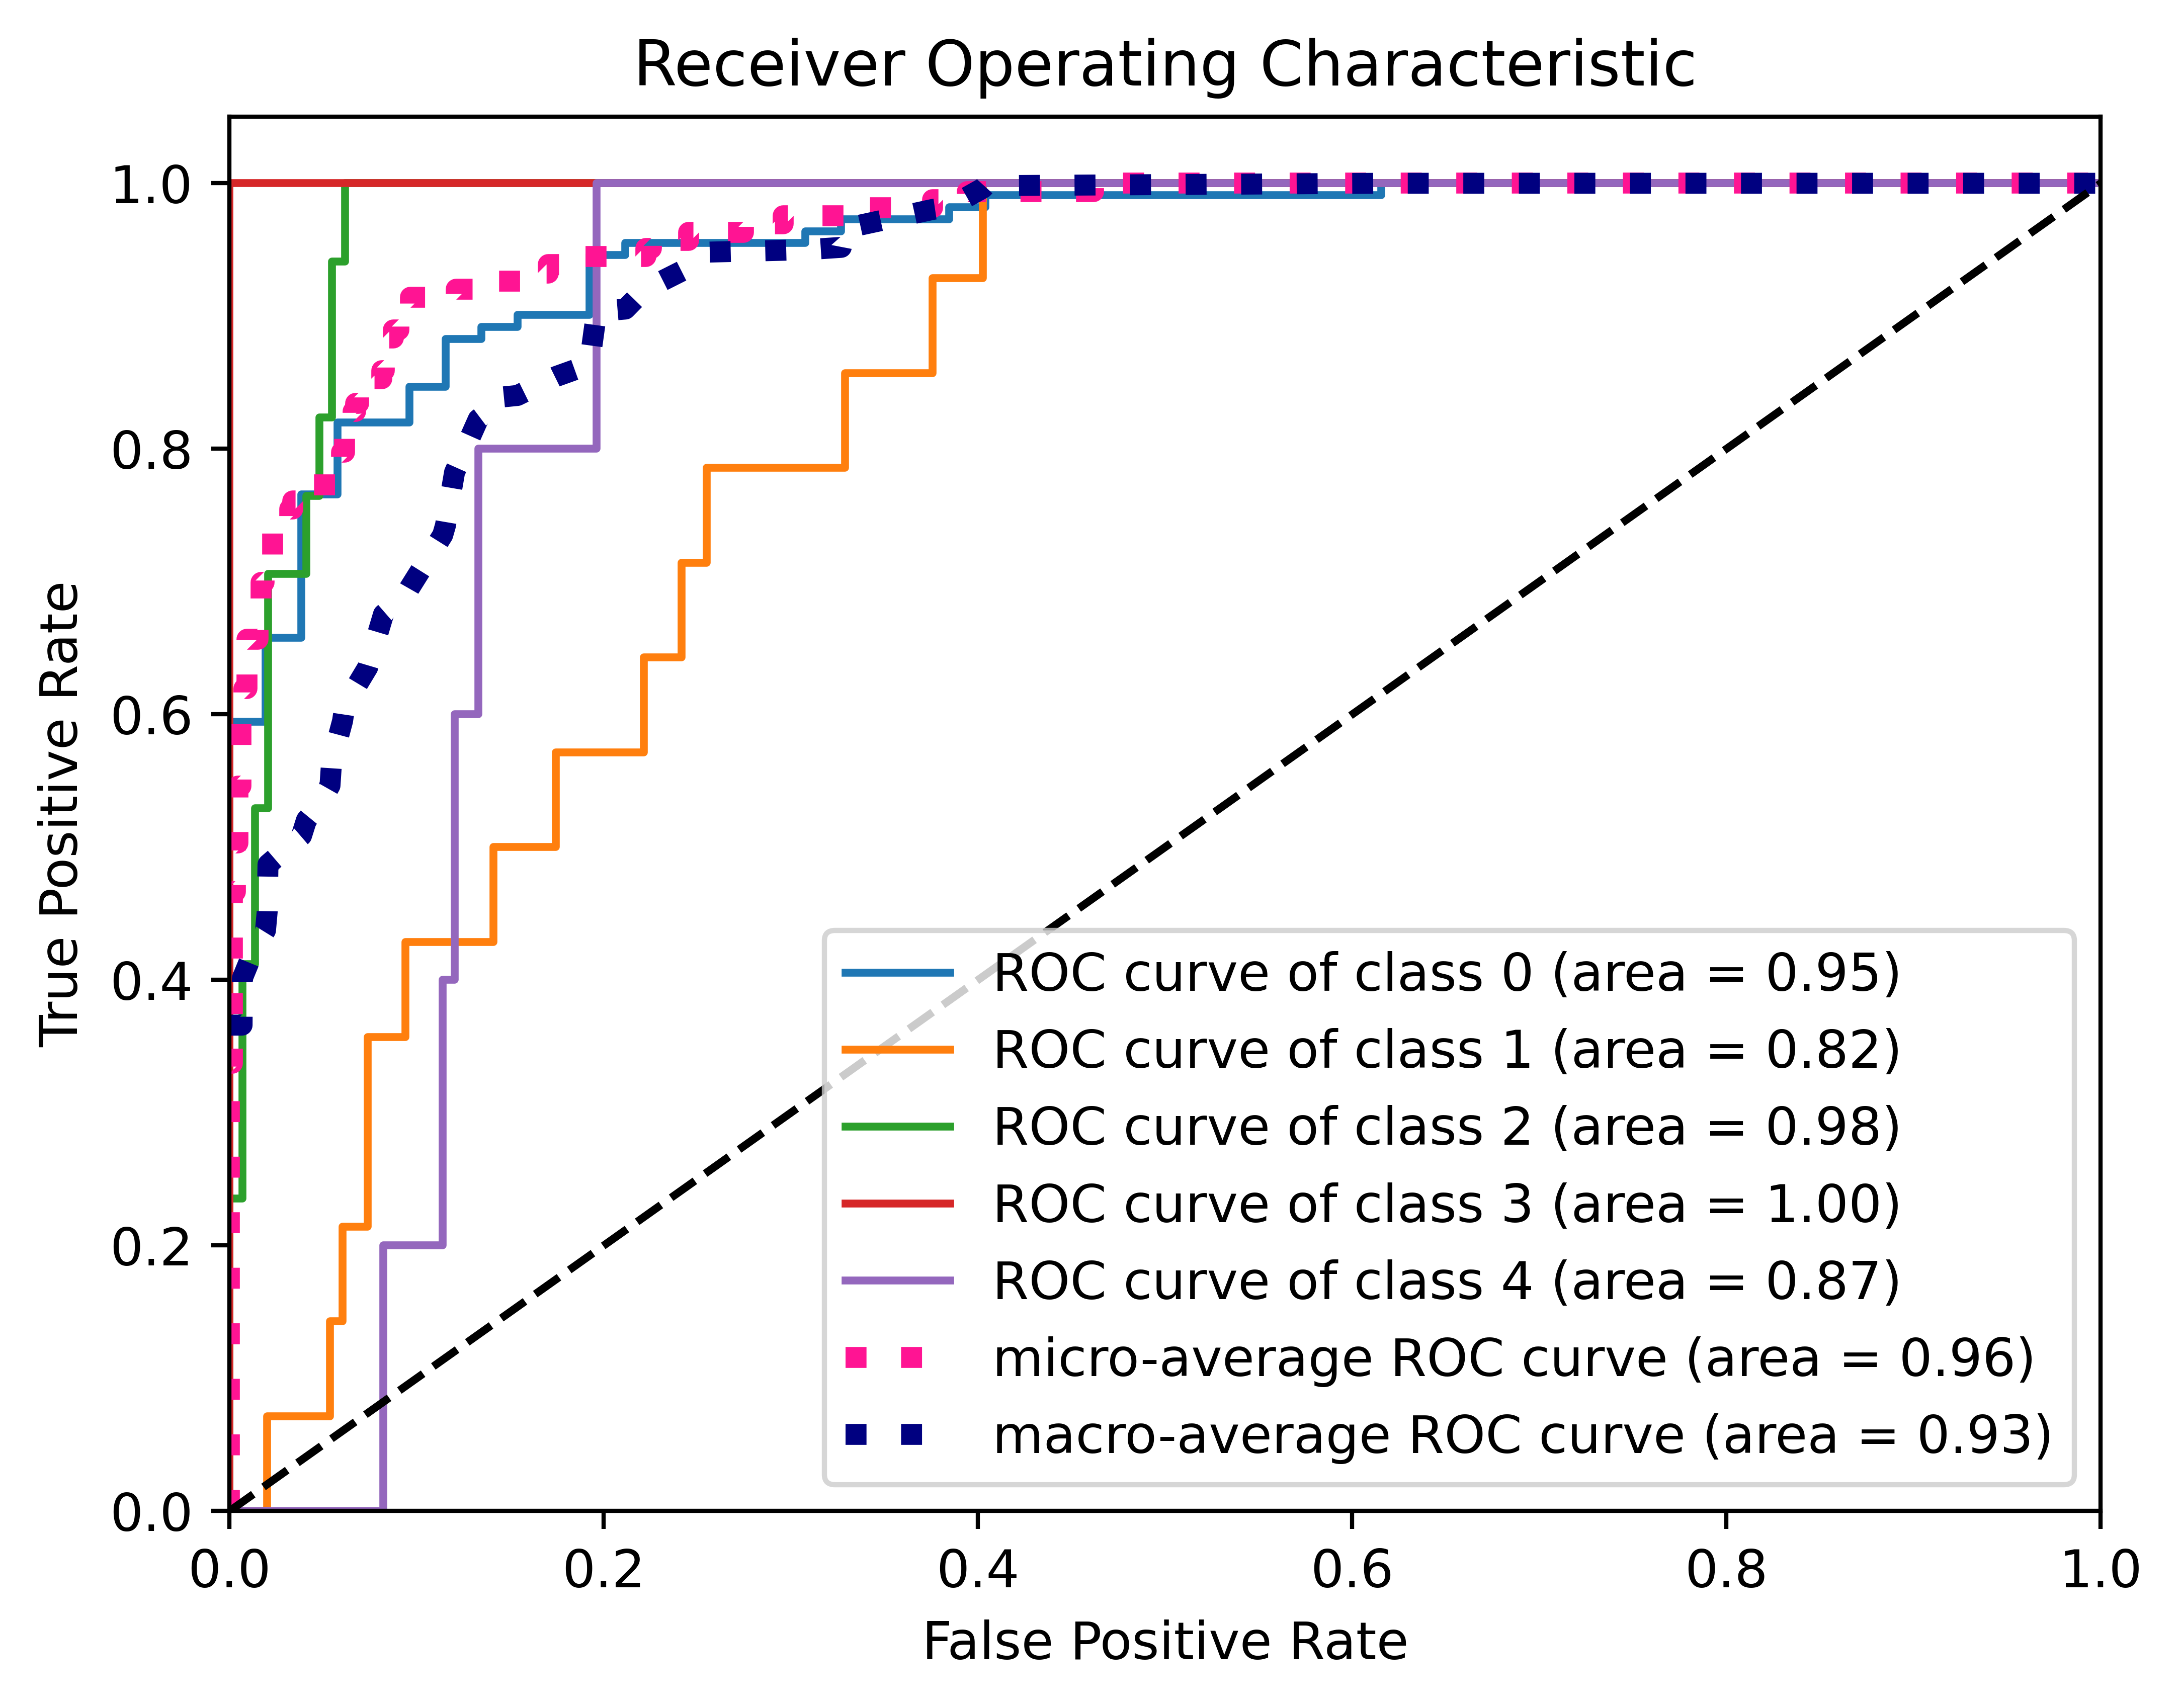 Receiver Operating Characteristic
1.0
0.8
0.6
0.4
0.2
0.0
True Positive Rate
ROC curve of class 0 (area = 0.95)
ROC curve of class 1 (area = 0.82)
ROC curve of class 2 (area = 0.98)
ROC curve of class 3 (area = 1.00)
ROC curve of class 4 (area = 0.87)
micro-average ROC curve (area = 0.96)
macro-average ROC curve (area = 0.93)
0.0 0.2 0.4 0.6 0.8 1.0
False Positive Rate